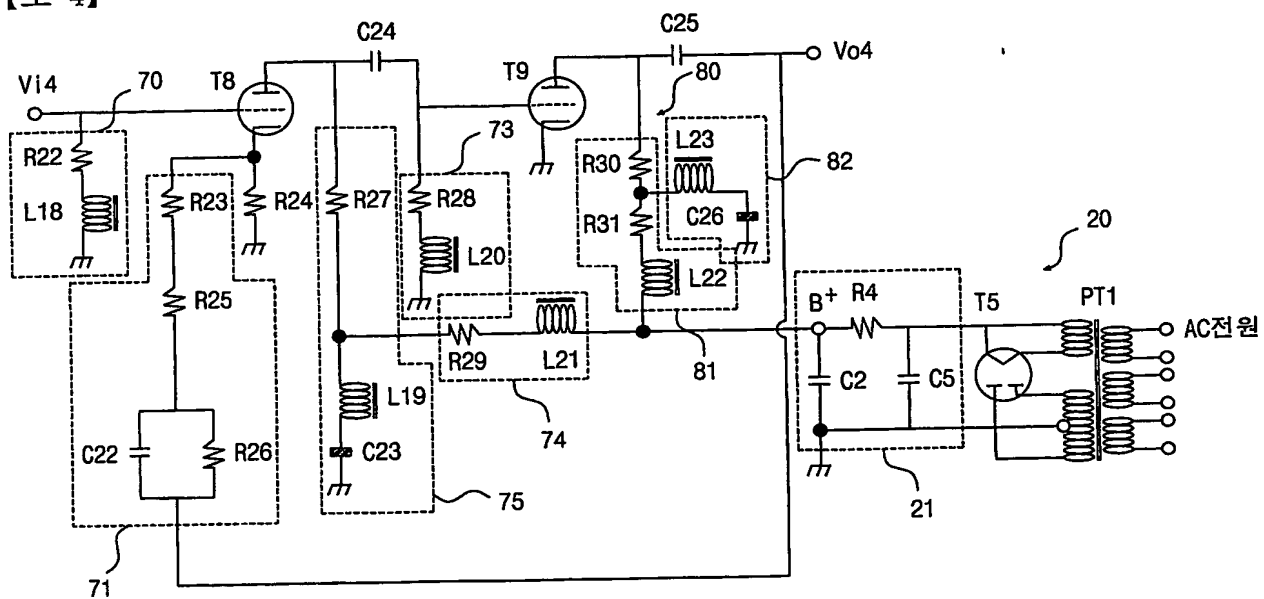 【도 4】
C24
C25
Vi4
70
T8
T9
80
Vo4
R22
L18
R23
R24
R27
73
R28
L20
R30
R31
L23
C26
82
L22
20
R25
B+
R4
T5
PT1
AC전원
R29
L21
81
C2
C5
L19
74
C22
R26
C23
75
21
71